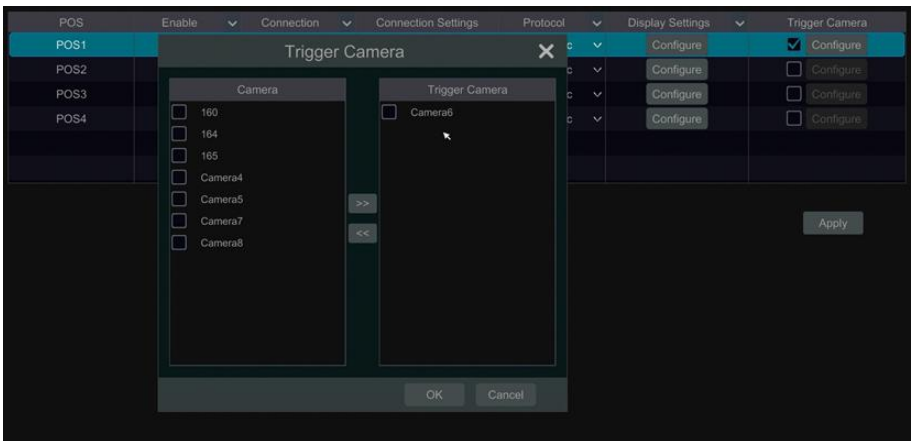 POS Enable Connection Connection Settings Protocol Display Settings Trigger Camera
POS1 c Configure Configure
POS2 c Configure Configure
POS3 c Configure Configure
POS4 c Configure Configure
Trigger Camera
Camera Trigger Camera
160 Camera6
164
165
Camera4
Camera5
Camera7
Camera8
>>
<<
OK Cancel
Apply